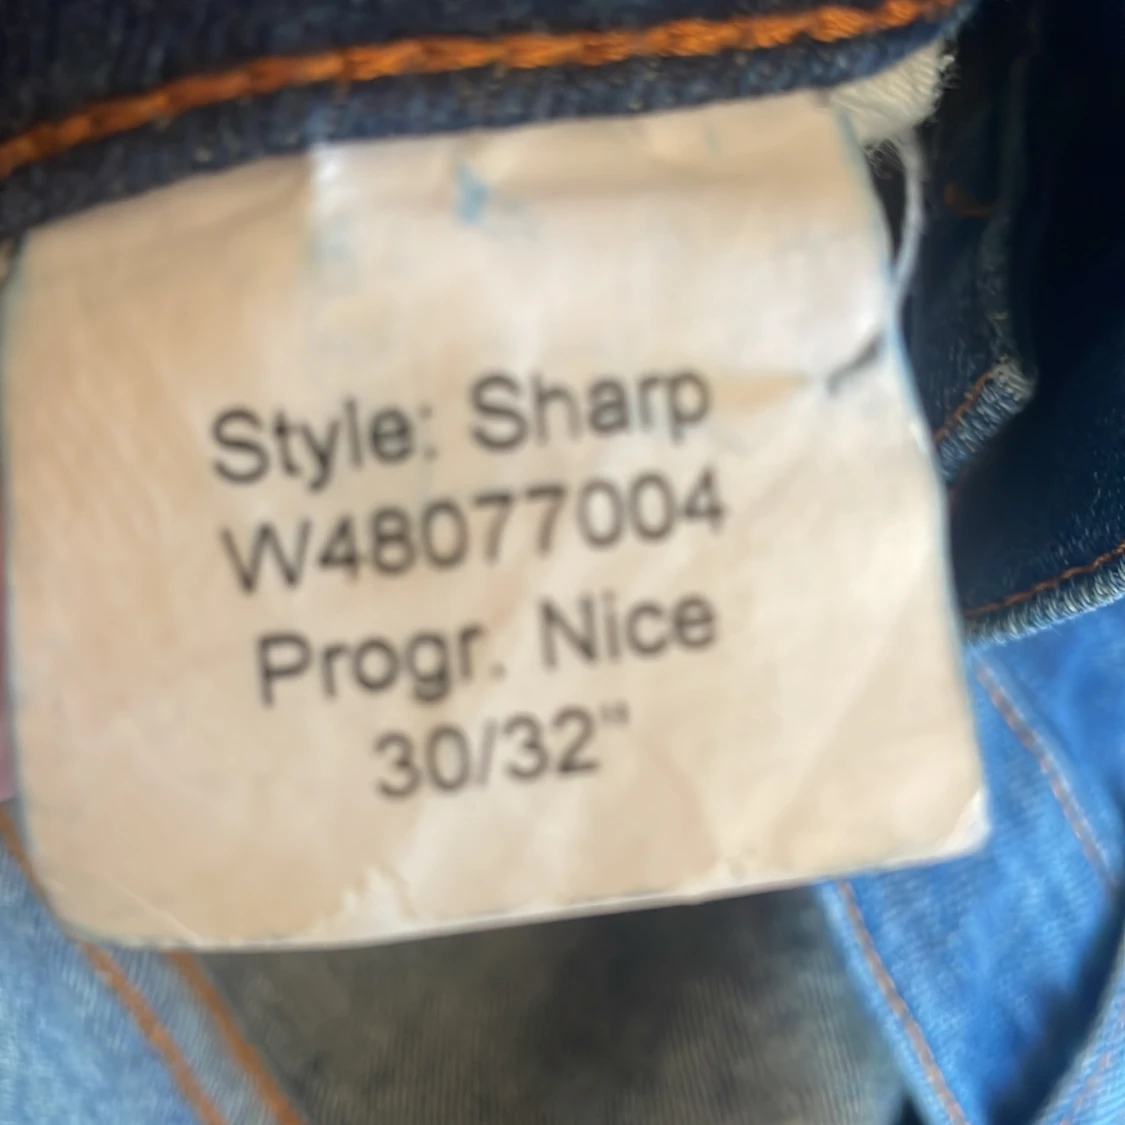 Style: Sharp
W48077004
Progr. Nice
30/32"